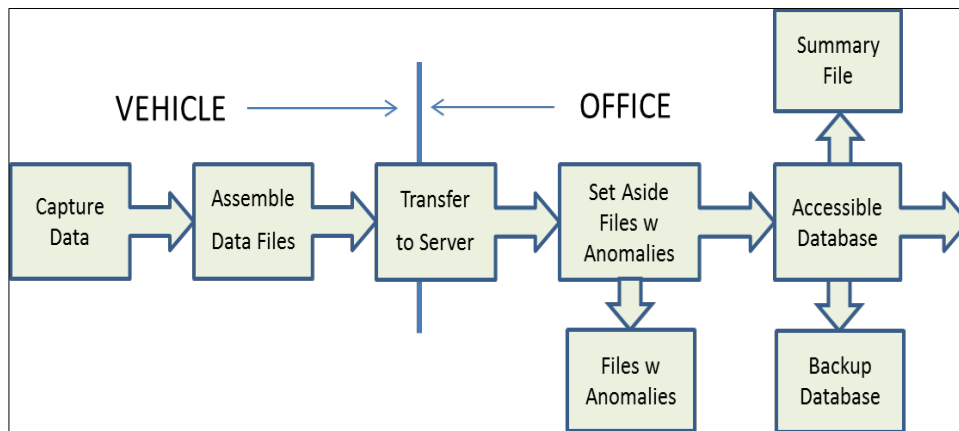 Summary
File
VEHICLE
OFFICE
Capture
Data
Assemble
Data Files
Transfer
to Server
Set Aside
Files w
Anomalies
Accessible
Database
Files w
Anomalies
Backup
Database